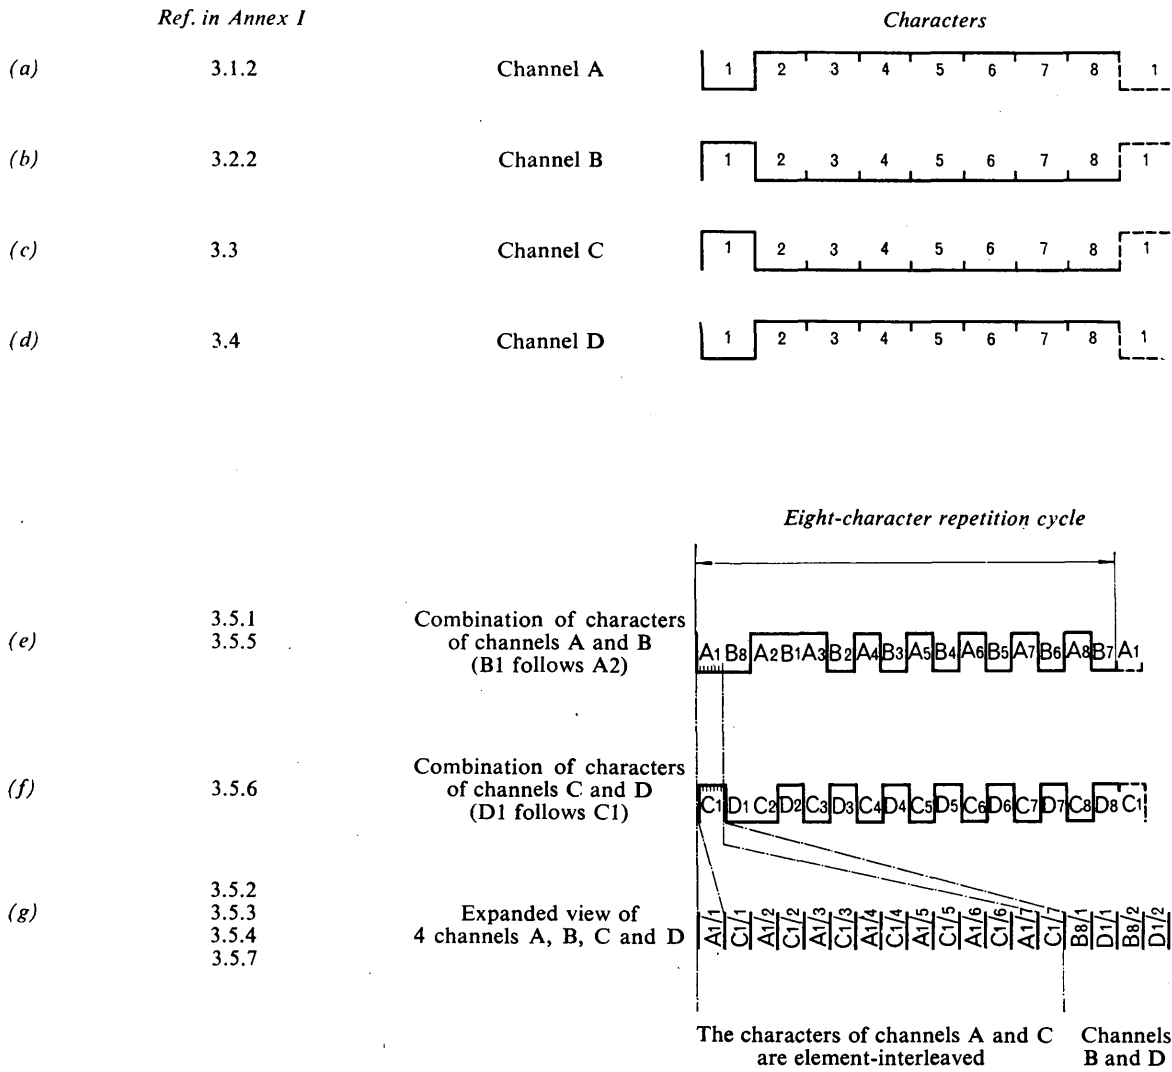 Ref. in Annex I Characters
(a) 3.1.2 Channel A 1 2 3 4 5 6 7 8 1
(b) 3.2.2 Channel B 1 2 3 4 5 6 7 8 1
(c) 3.3 Channel C 1 2 3 4 5 6 7 8 1
(d) 3.4 Channel D 1 2 3 4 5 6 7 8 1
Eight-character repetition cycle
(e) 3.5.1
3.5.5
Combination of characters
of channels A and B
(B1 follows A2)
A1 B8 A2 B1 A3 B2 A4 B3 A5 B4 A6 B5 A7 B6 A8 B7 A1
(f) 3.5.6
Combination of characters
of channels C and D
(D1 follows C1)
C1 D1 C2 D2 C3 D3 C4 D4 C5 D5 C6 D6 C7 D7 C8 D8 C1
(g) 3.5.2
3.5.3
3.5.4
3.5.7
Expanded view of
4 channels A, B, C and D
A1/1 C1/1 A1/2 C1/2 A1/3 C1/3 A1/4 C1/4 A1/5 C1/5 A1/6 C1/6 A1/7 C1/7 B8/1 D1/1 B8/2 D1/2
The characters of channels A and C
are element-interleaved
Channels
B and D